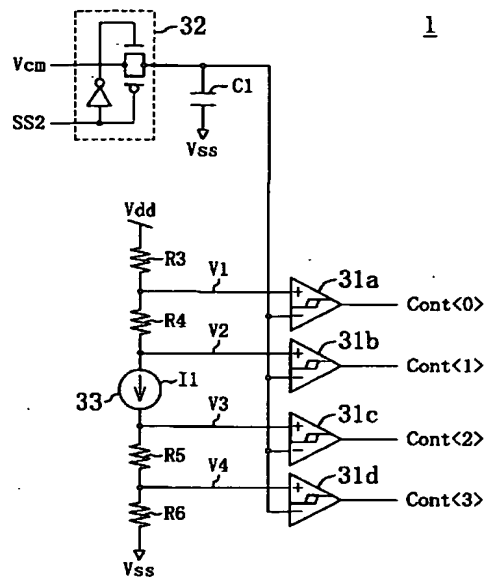 32
1
Vcm
SS2
C1
Vss
Vdd
R3
V1
31a
Cont<0>
R4
V2
31b
Cont<1>
33
I1
V3
31c
Cont<2>
R5
V4
31d
Cont<3>
R6
Vss